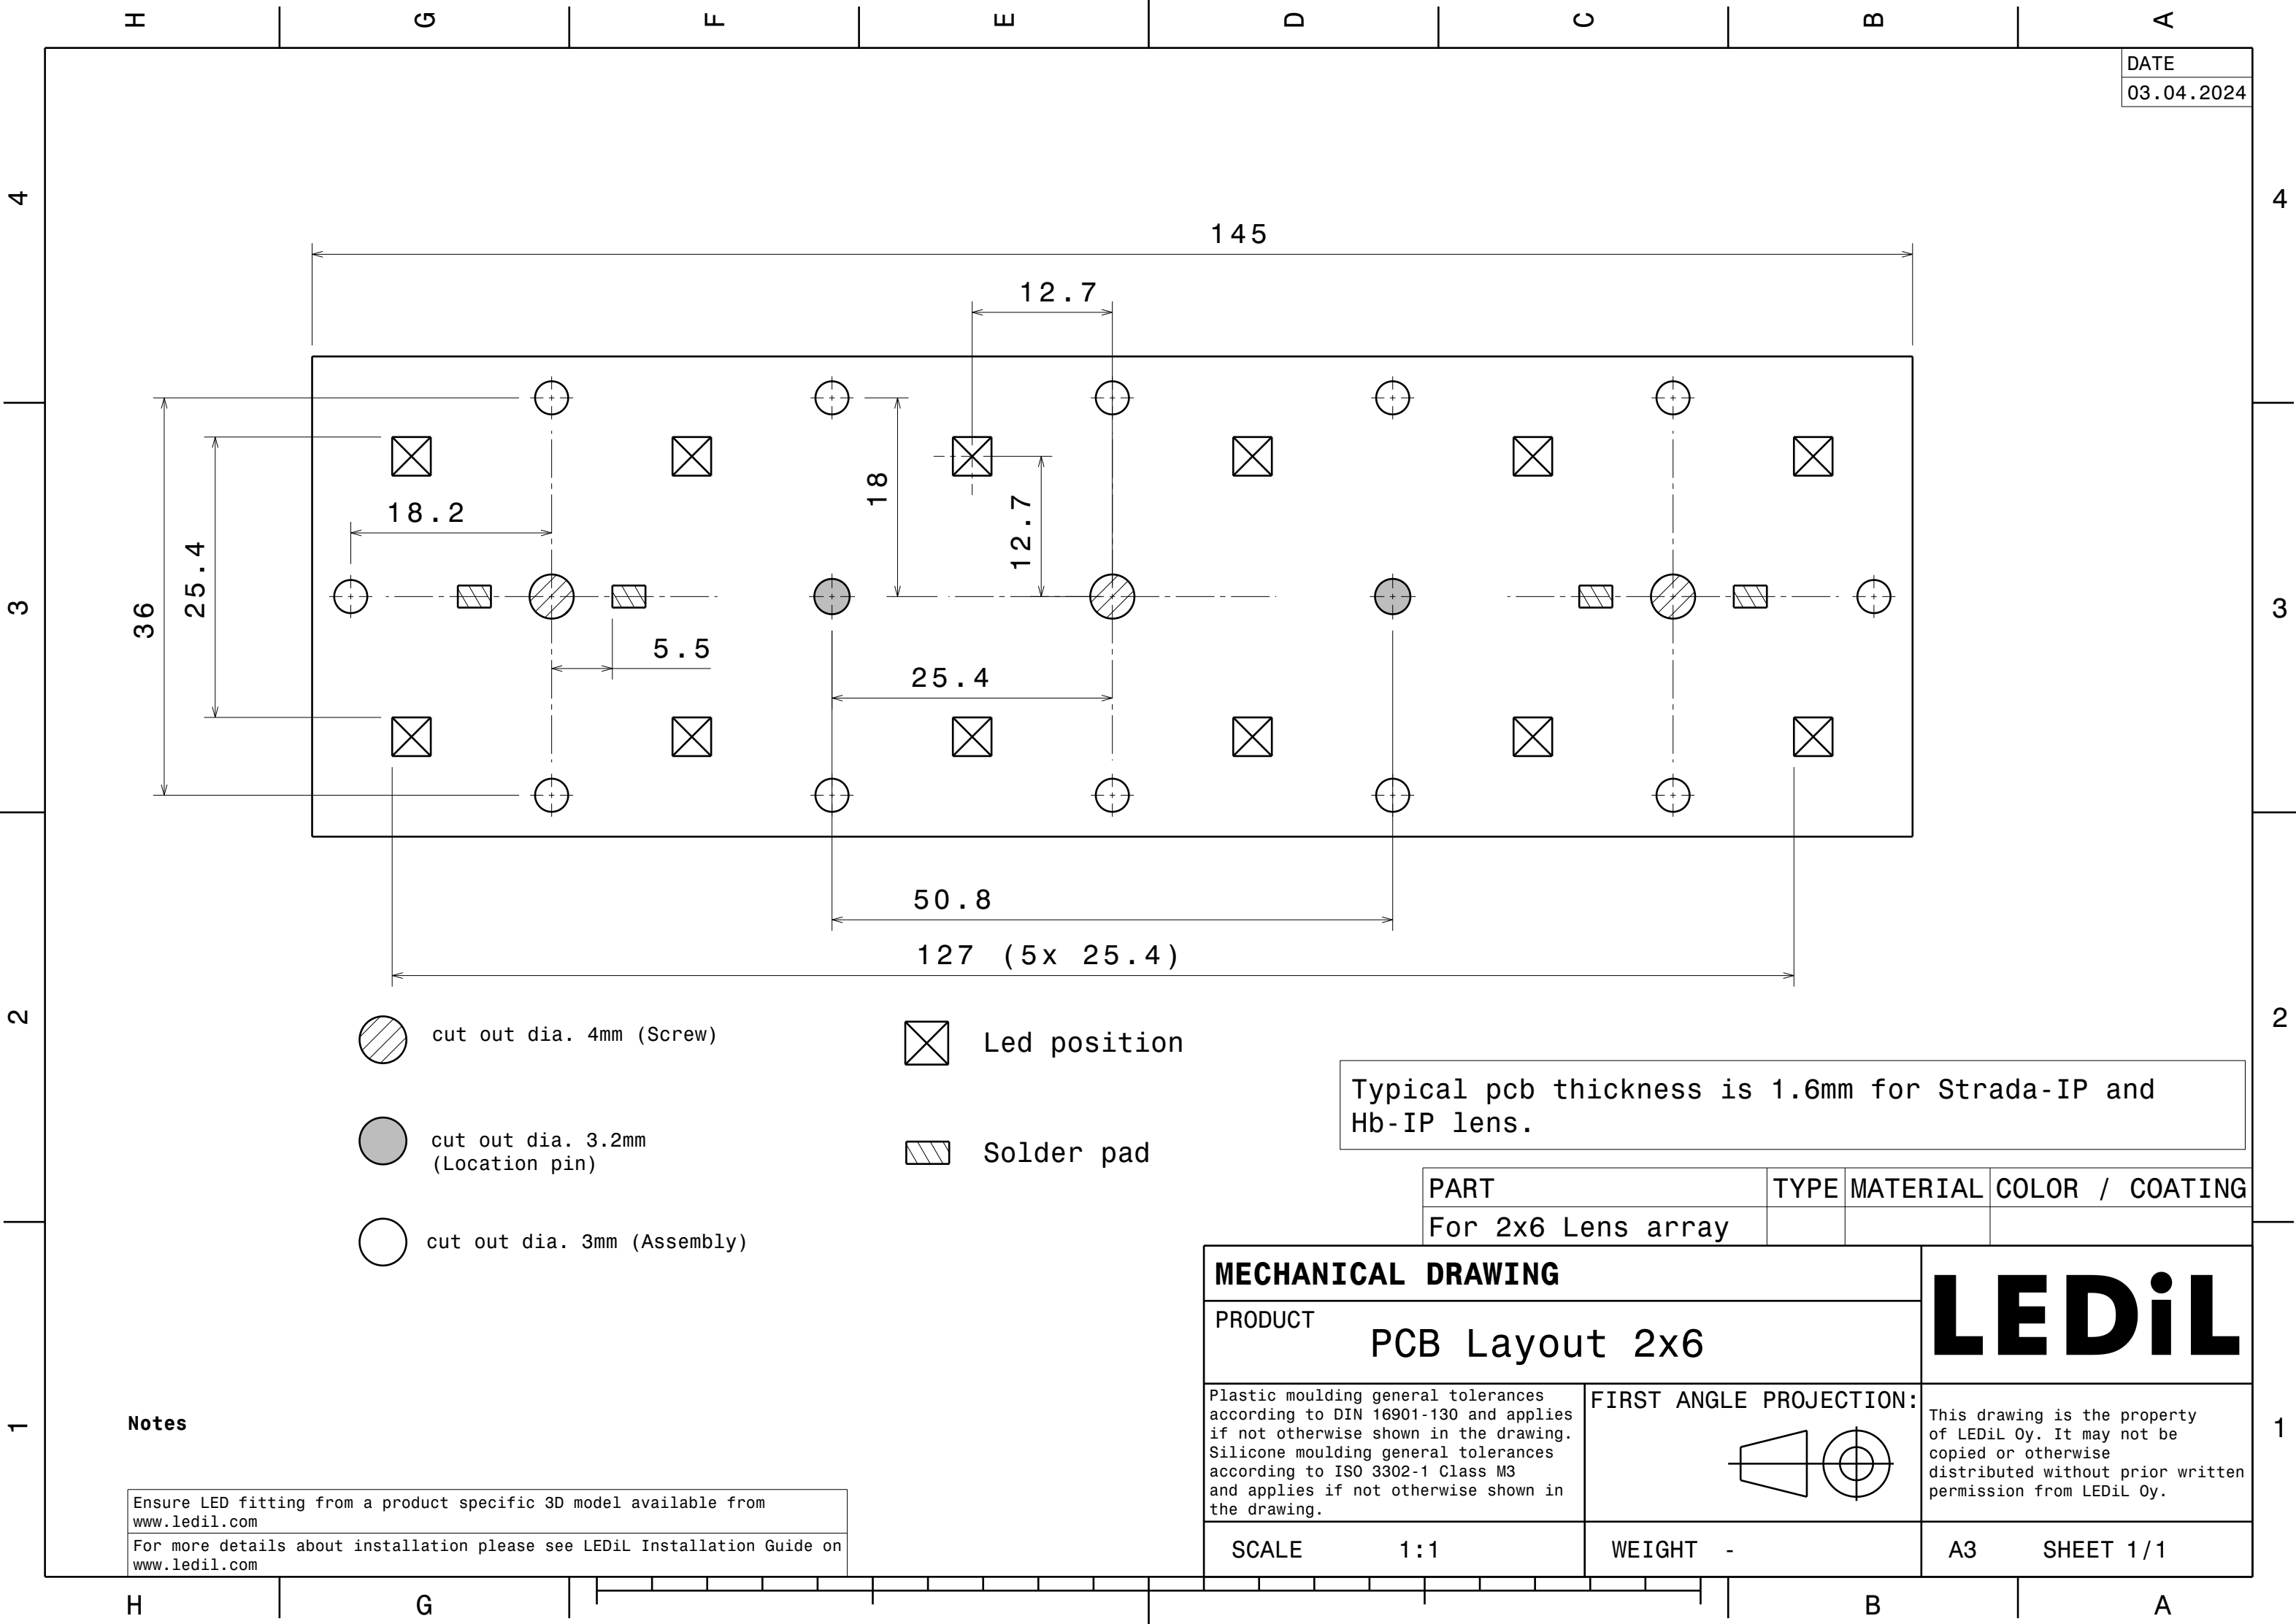 H G F E D C B A
DATE
03.04.2024
4
4
145
12.7
18
12.7
18.2
25.4
36
3
3
5.5
25.4
50.8
127 (5x 25.4)
cut out dia. 4mm (Screw)
Led position
2
2
Typical pcb thickness is 1.6mm for Strada-IP and
Hb-IP lens.
cut out dia. 3.2mm
(Location pin)
Solder pad
cut out dia. 3mm (Assembly)
PART TYPE MATERIAL COLOR / COATING
For 2x6 Lens array
MECHANICAL DRAWING
LEDiL
PRODUCT
PCB Layout 2x6
Plastic moulding general tolerances
according to DIN 16901-130 and applies
if not otherwise shown in the drawing.
Silicone moulding general tolerances
according to ISO 3302-1 Class M3
and applies if not otherwise shown in
the drawing.
FIRST ANGLE PROJECTION:
This drawing is the property
of LEDiL Oy. It may not be
copied or otherwise
distributed without prior written
permission from LEDiL Oy.
1
1
Notes
Ensure LED fitting from a product specific 3D model available from
www.ledil.com
For more details about installation please see LEDiL Installation Guide on
www.ledil.com
SCALE 1:1
WEIGHT -
A3 SHEET 1/1
H G B A